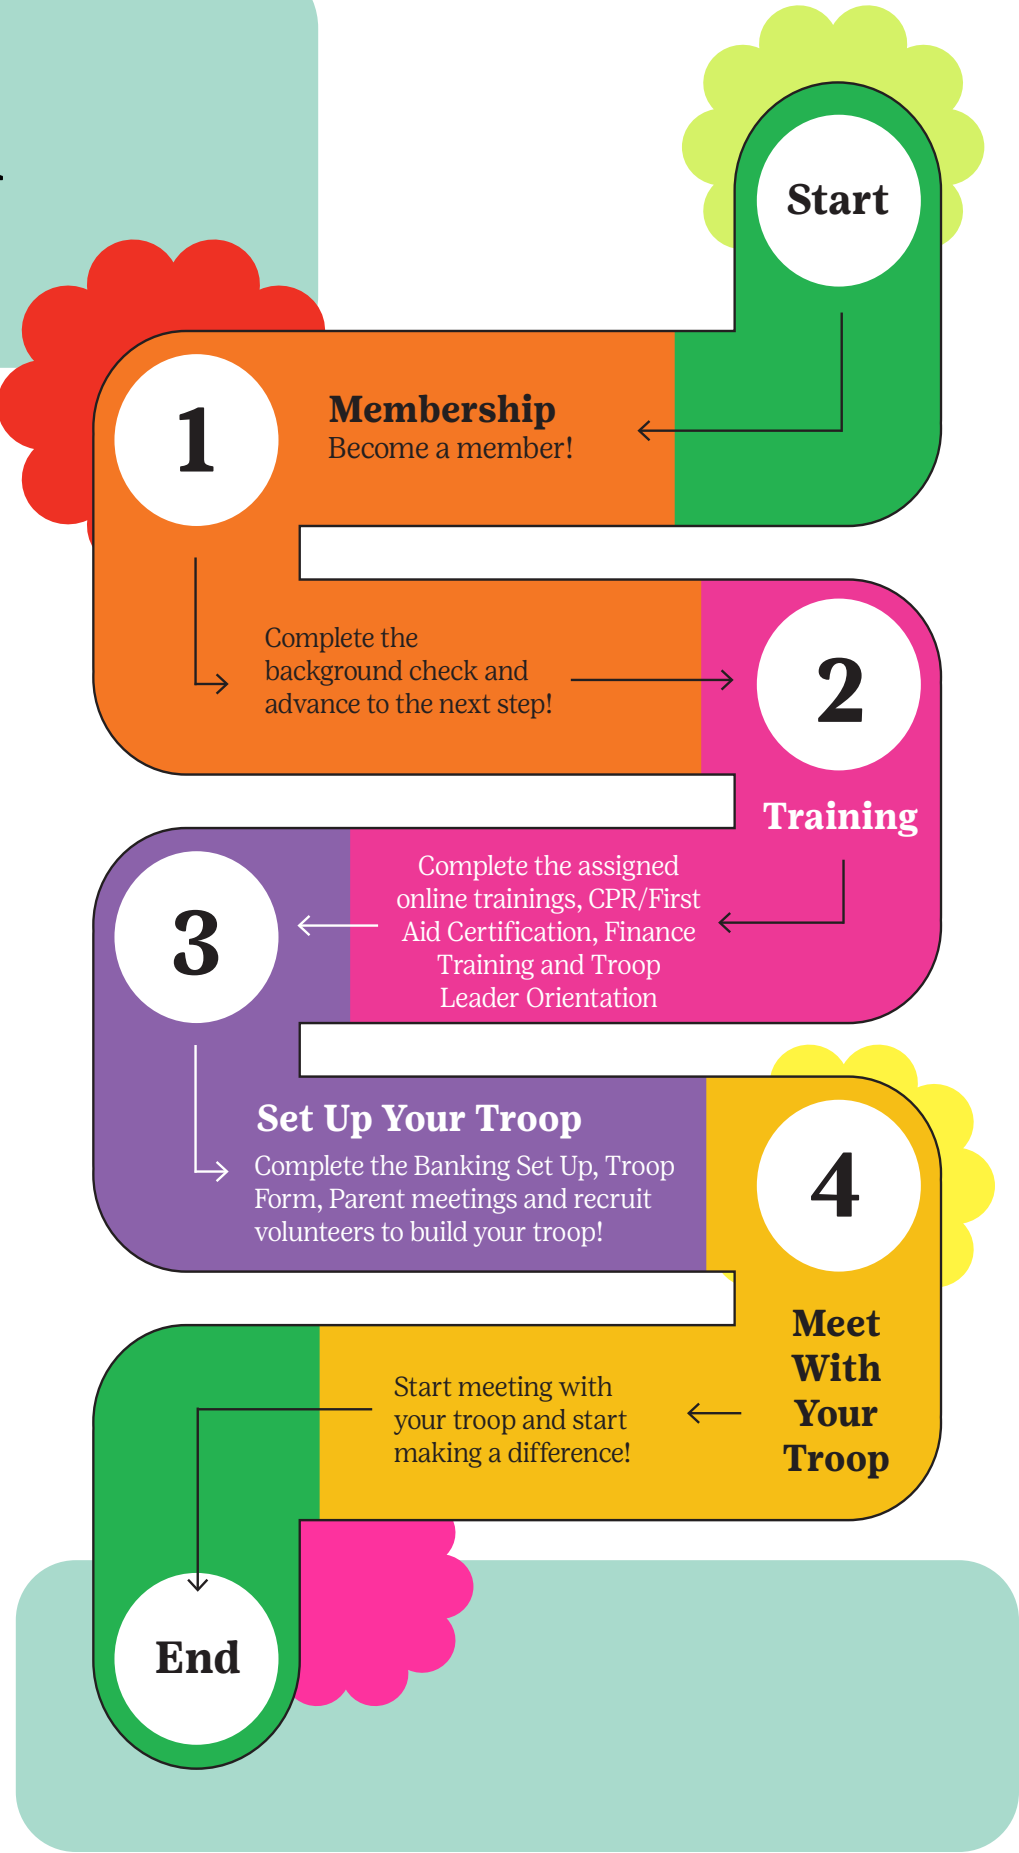 Start
1
Membership
Become a member!
Complete the
background check and
advance to the next step!
2
Training
Complete the assigned
online trainings, CPR/First
Aid Certification, Finance
Training and Troop
Leader Orientation
3
Set Up Your Troop
Complete the Banking Set Up, Troop
Form, Parent meetings and recruit
volunteers to build your troop!
4
Meet
With
Your
Troop
Start meeting with
your troop and start
making a difference!
End